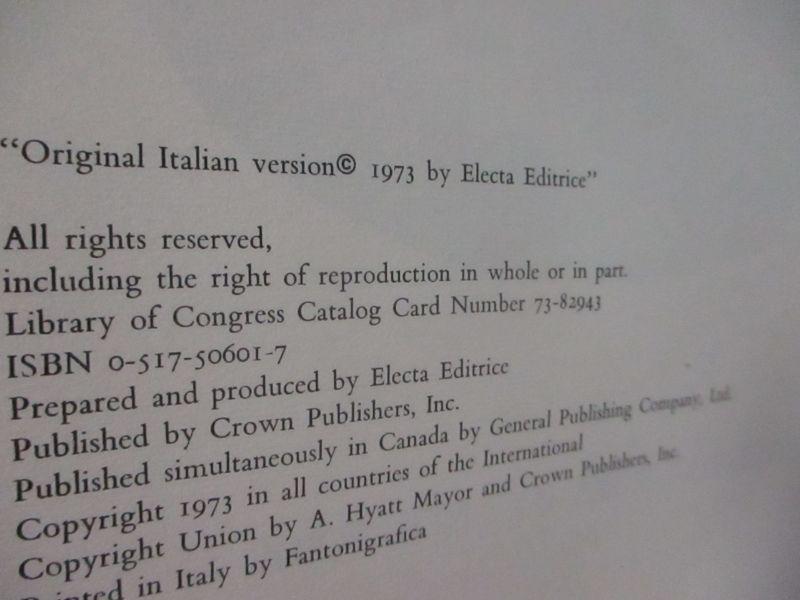 “Original Italian version© 1973 by Electa Editrice”
All rights reserved,
including the right of reproduction in whole or in part.
Library of Congress Catalog Card Number 73-82943
ISBN 0-517-50601-7
Prepared and produced by Electa Editrice
Published by Crown Publishers, Inc.
Published simultaneously in Canada by General Publishing Company, Ltd.
Copyright 1973 in all countries of the International
Copyright Union by A. Hyatt Mayor and Crown Publishers, Inc.
Printed in Italy by Fantonigrafica